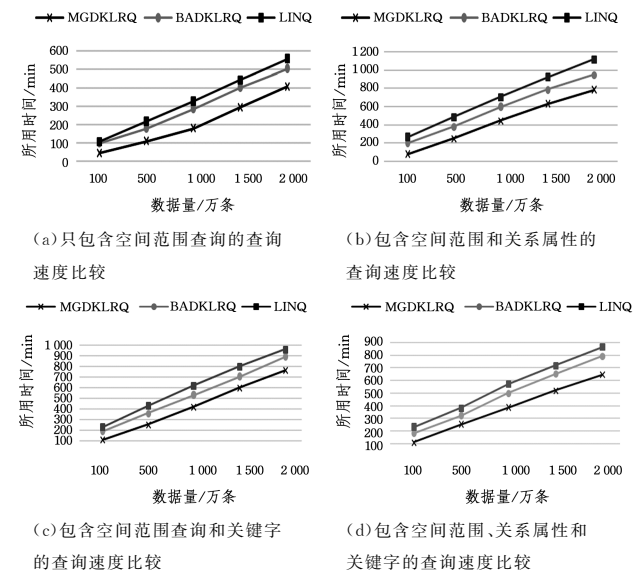 MGDKLRQ BADKLRQ LINQ
所用时间/min
600
500
400
300
200
100
0
100 500 1 000 1 500 2 000
数据量/万条
(a)只包含空间范围查询的查询
速度比较
MGDKLRQ BADKLRQ LINQ
所用时间/min
1 200
1 000
800
600
400
200
0
100 500 1 000 1 500 2 000
数据量/万条
(b)包含空间范围和关系属性的
查询速度比较
MGDKLRQ BADKLRQ LINQ
所用时间/min
1 000
900
800
700
600
500
400
300
200
100
100 500 1 000 1 500 2 000
数据量/万条
(c)包含空间范围查询和关键字
的查询速度比较
MGDKLRQ BADKLRQ LINQ
所用时间/min
900
800
700
600
500
400
300
200
100
100 500 1 000 1 500 2 000
数据量/万条
(d)包含空间范围、关系属性和
关键字的查询速度比较